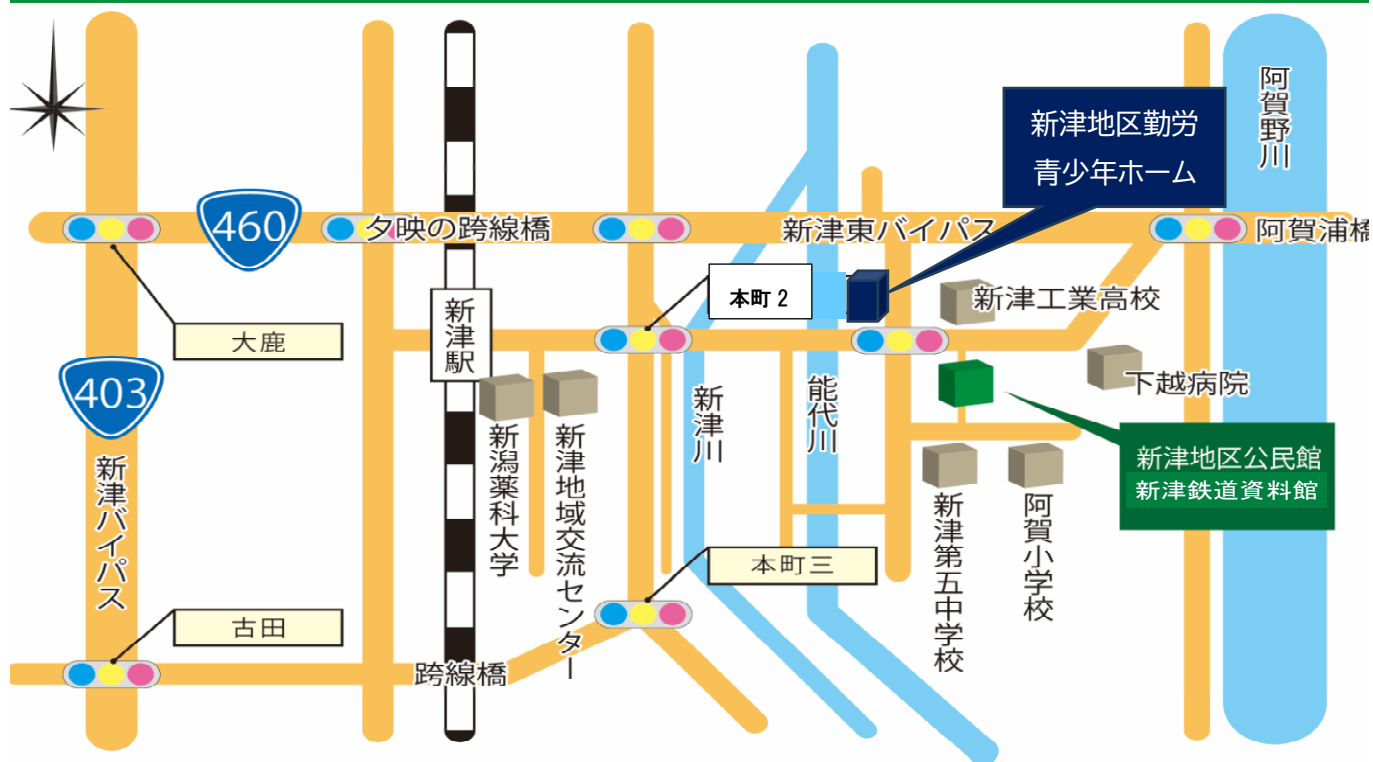 阿賀野川
新津地区勤労
青少年ホーム
460
夕映の跨線橋
新津東バイパス
阿賀浦橋
本町２
新津工業高校
大鹿
新津駅
403
下越病院
新津川
能代川
新潟薬科大学
新津地域交流センター
新津地区公民館
新津鉄道資料館
新津バイパス
新津第五中学校
阿賀小学校
本町三
古田
跨線橋